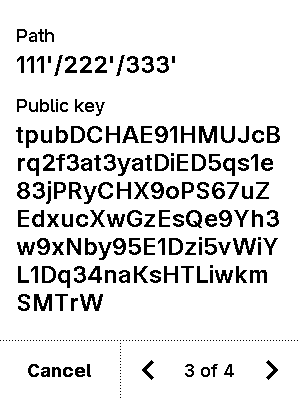 Path
111'/222'/333'
Public key
tpubDCHAE91HMUJcB
rq2f3at3yatDiED5qs1e
83jPRyCHX9oPS67uZ
EdxucXwGzEsQe9Yh3
w9xNby95E1Dzi5vWiY
L1Dq34naKsHTLiwkm
SMTrW
Cancel 3 of 4